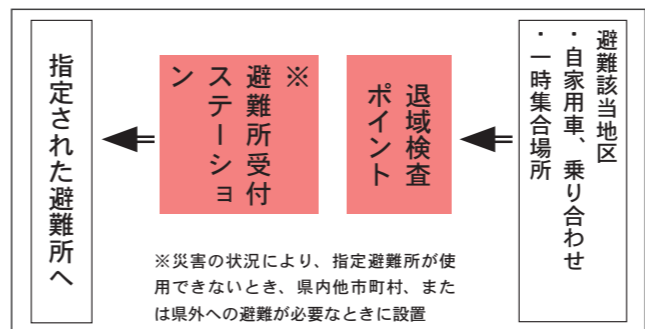 避難該当地区
・自家用車、乗り合わせ
・一時集合場所
退域検査
ポイント
※
避難所受付
ステーショ
ン
指定された避難所へ
※災害の状況により、指定避難所が使
用できないとき、県内他市町村、また
は県外への避難が必要なときに設置